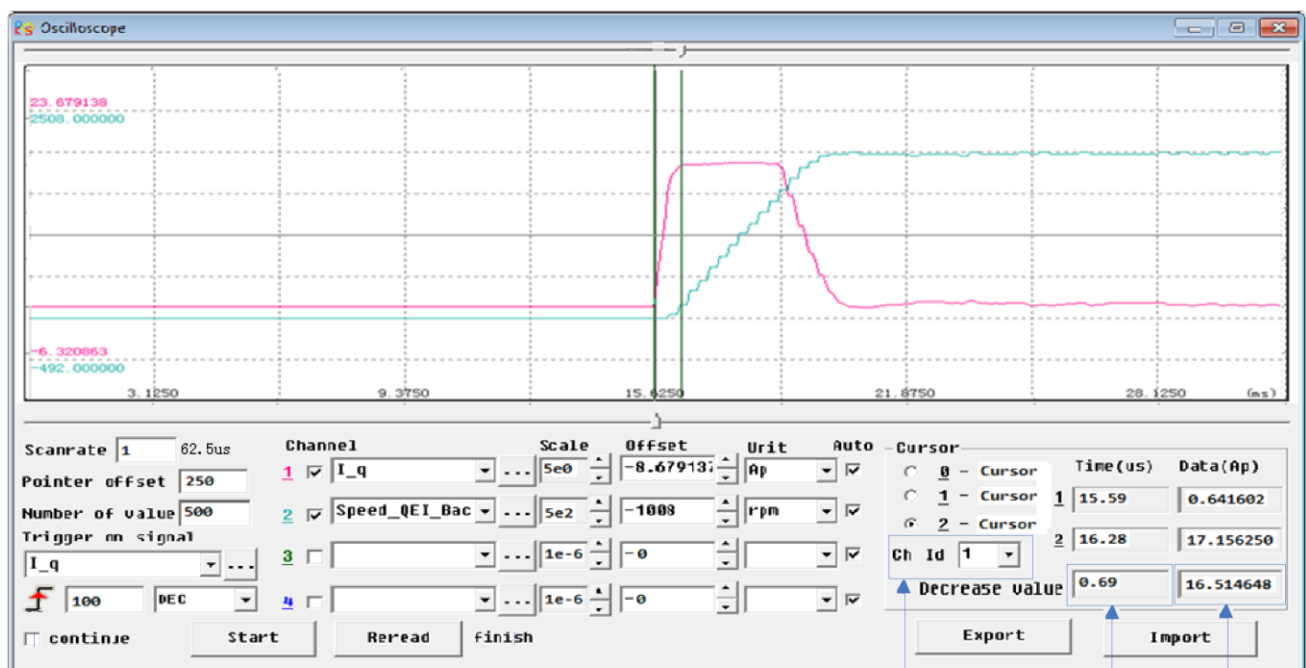 Oscilloscope
23.679138
2508.000000
-6.320863
-492.000000
3.1250 9.3750 15.6250 21.8750 28.1250 (ms)
Scanrate 1 62.5us Channel Scale Offset Unit Auto Cursor
1 I_q ... 5e0 -8.679137 Ap 0 - Cursor Time(us) Data(Ap)
Pointer offset 250
1 - Cursor 1 15.59 0.641602
Number of value 500 2 Speed_QEI_Bac ... 5e2 -1008 rpm
2 - Cursor 2 16.28 17.156250
Trigger on signal
I_q ... 3 ... 1e-6 -0 Ch Id 1
Decrease value 0.69 16.514648
100 DEC 4 ... 1e-6 -0
continue Start Reread finish Export Import